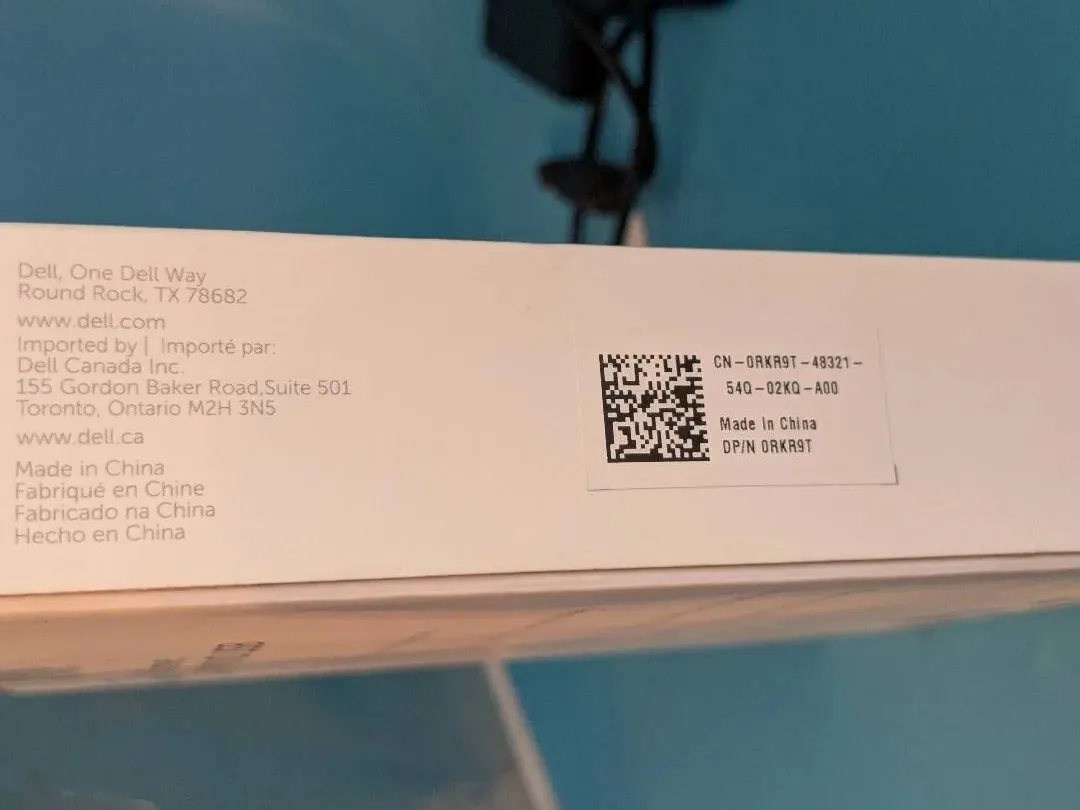 Dell, One Dell Way
Round Rock, TX 78682
www.dell.com
Imported by | Importé par:
Dell Canada Inc.
155 Gordon Baker Road,Suite 501
Toronto, Ontario M2H 3N5
www.dell.ca
Made in China
Fabriqué en Chine
Fabricado na China
Hecho en China
CN-0RKR9T-48321-
54Q-02KQ-A00
Made In China
DP/N 0RKR9T